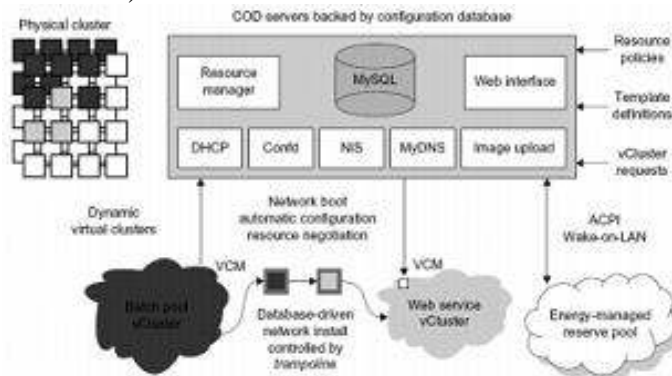 COD servers backed by configuration database
Physical cluster
Resource
policies
Resource
manager
MySQL
Web interface
Template
definitions
DHCP
Confd
NIS
MyDNS
Image upload
vCluster
requests
Dynamic
virtual clusters
Network boot
automatic configuration
resource negotiation
ACPI
Wake-on-LAN
VCM
VCM
Batch pool
vCluster
Database-driven
network install
controlled by
trampoline
Web service
vCluster
Energy-managed
reserve pool